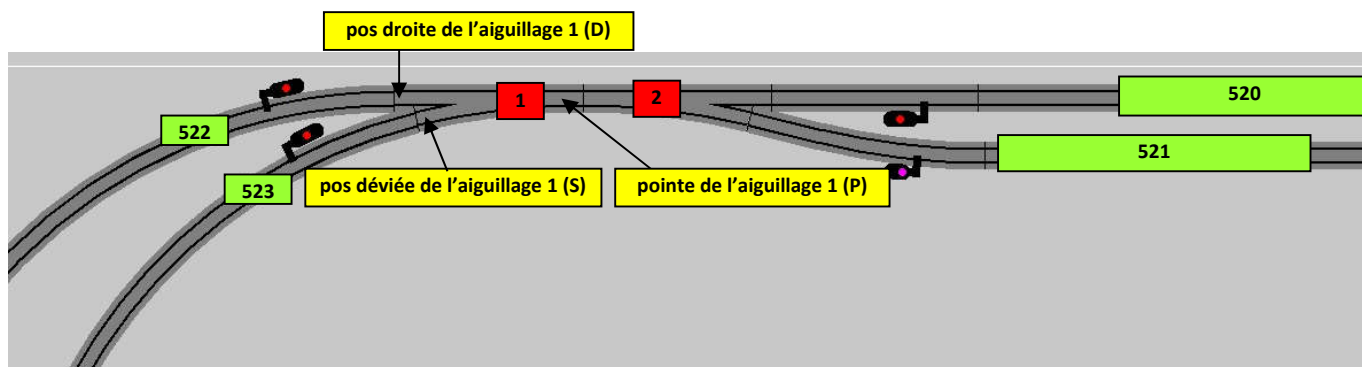 pos droite de l’aiguillage 1 (D)
1
2
520
522
521
523
pos déviée de l’aiguillage 1 (S)
pointe de l’aiguillage 1 (P)